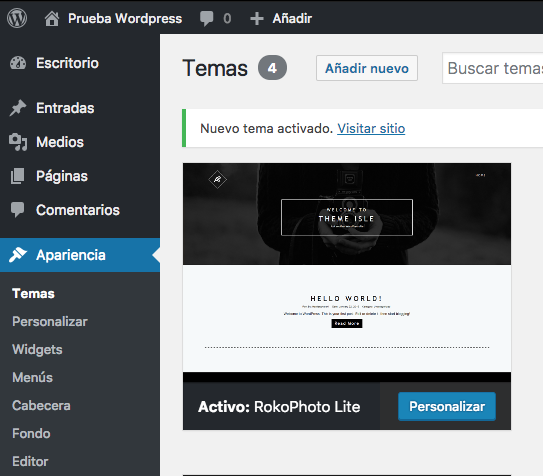 Prueba Wordpress 0 Añadir
Escritorio
Entradas
Medios
Páginas
Comentarios
Apariencia
Temas
Personalizar
Widgets
Menús
Cabecera
Fondo
Editor
Temas 4 Añadir nuevo Buscar temas
Nuevo tema activado. Visitar sitio
WELCOME TO
THEME ISLE
HELLO WORLD!
Read More
Activo: RokoPhoto Lite Personalizar